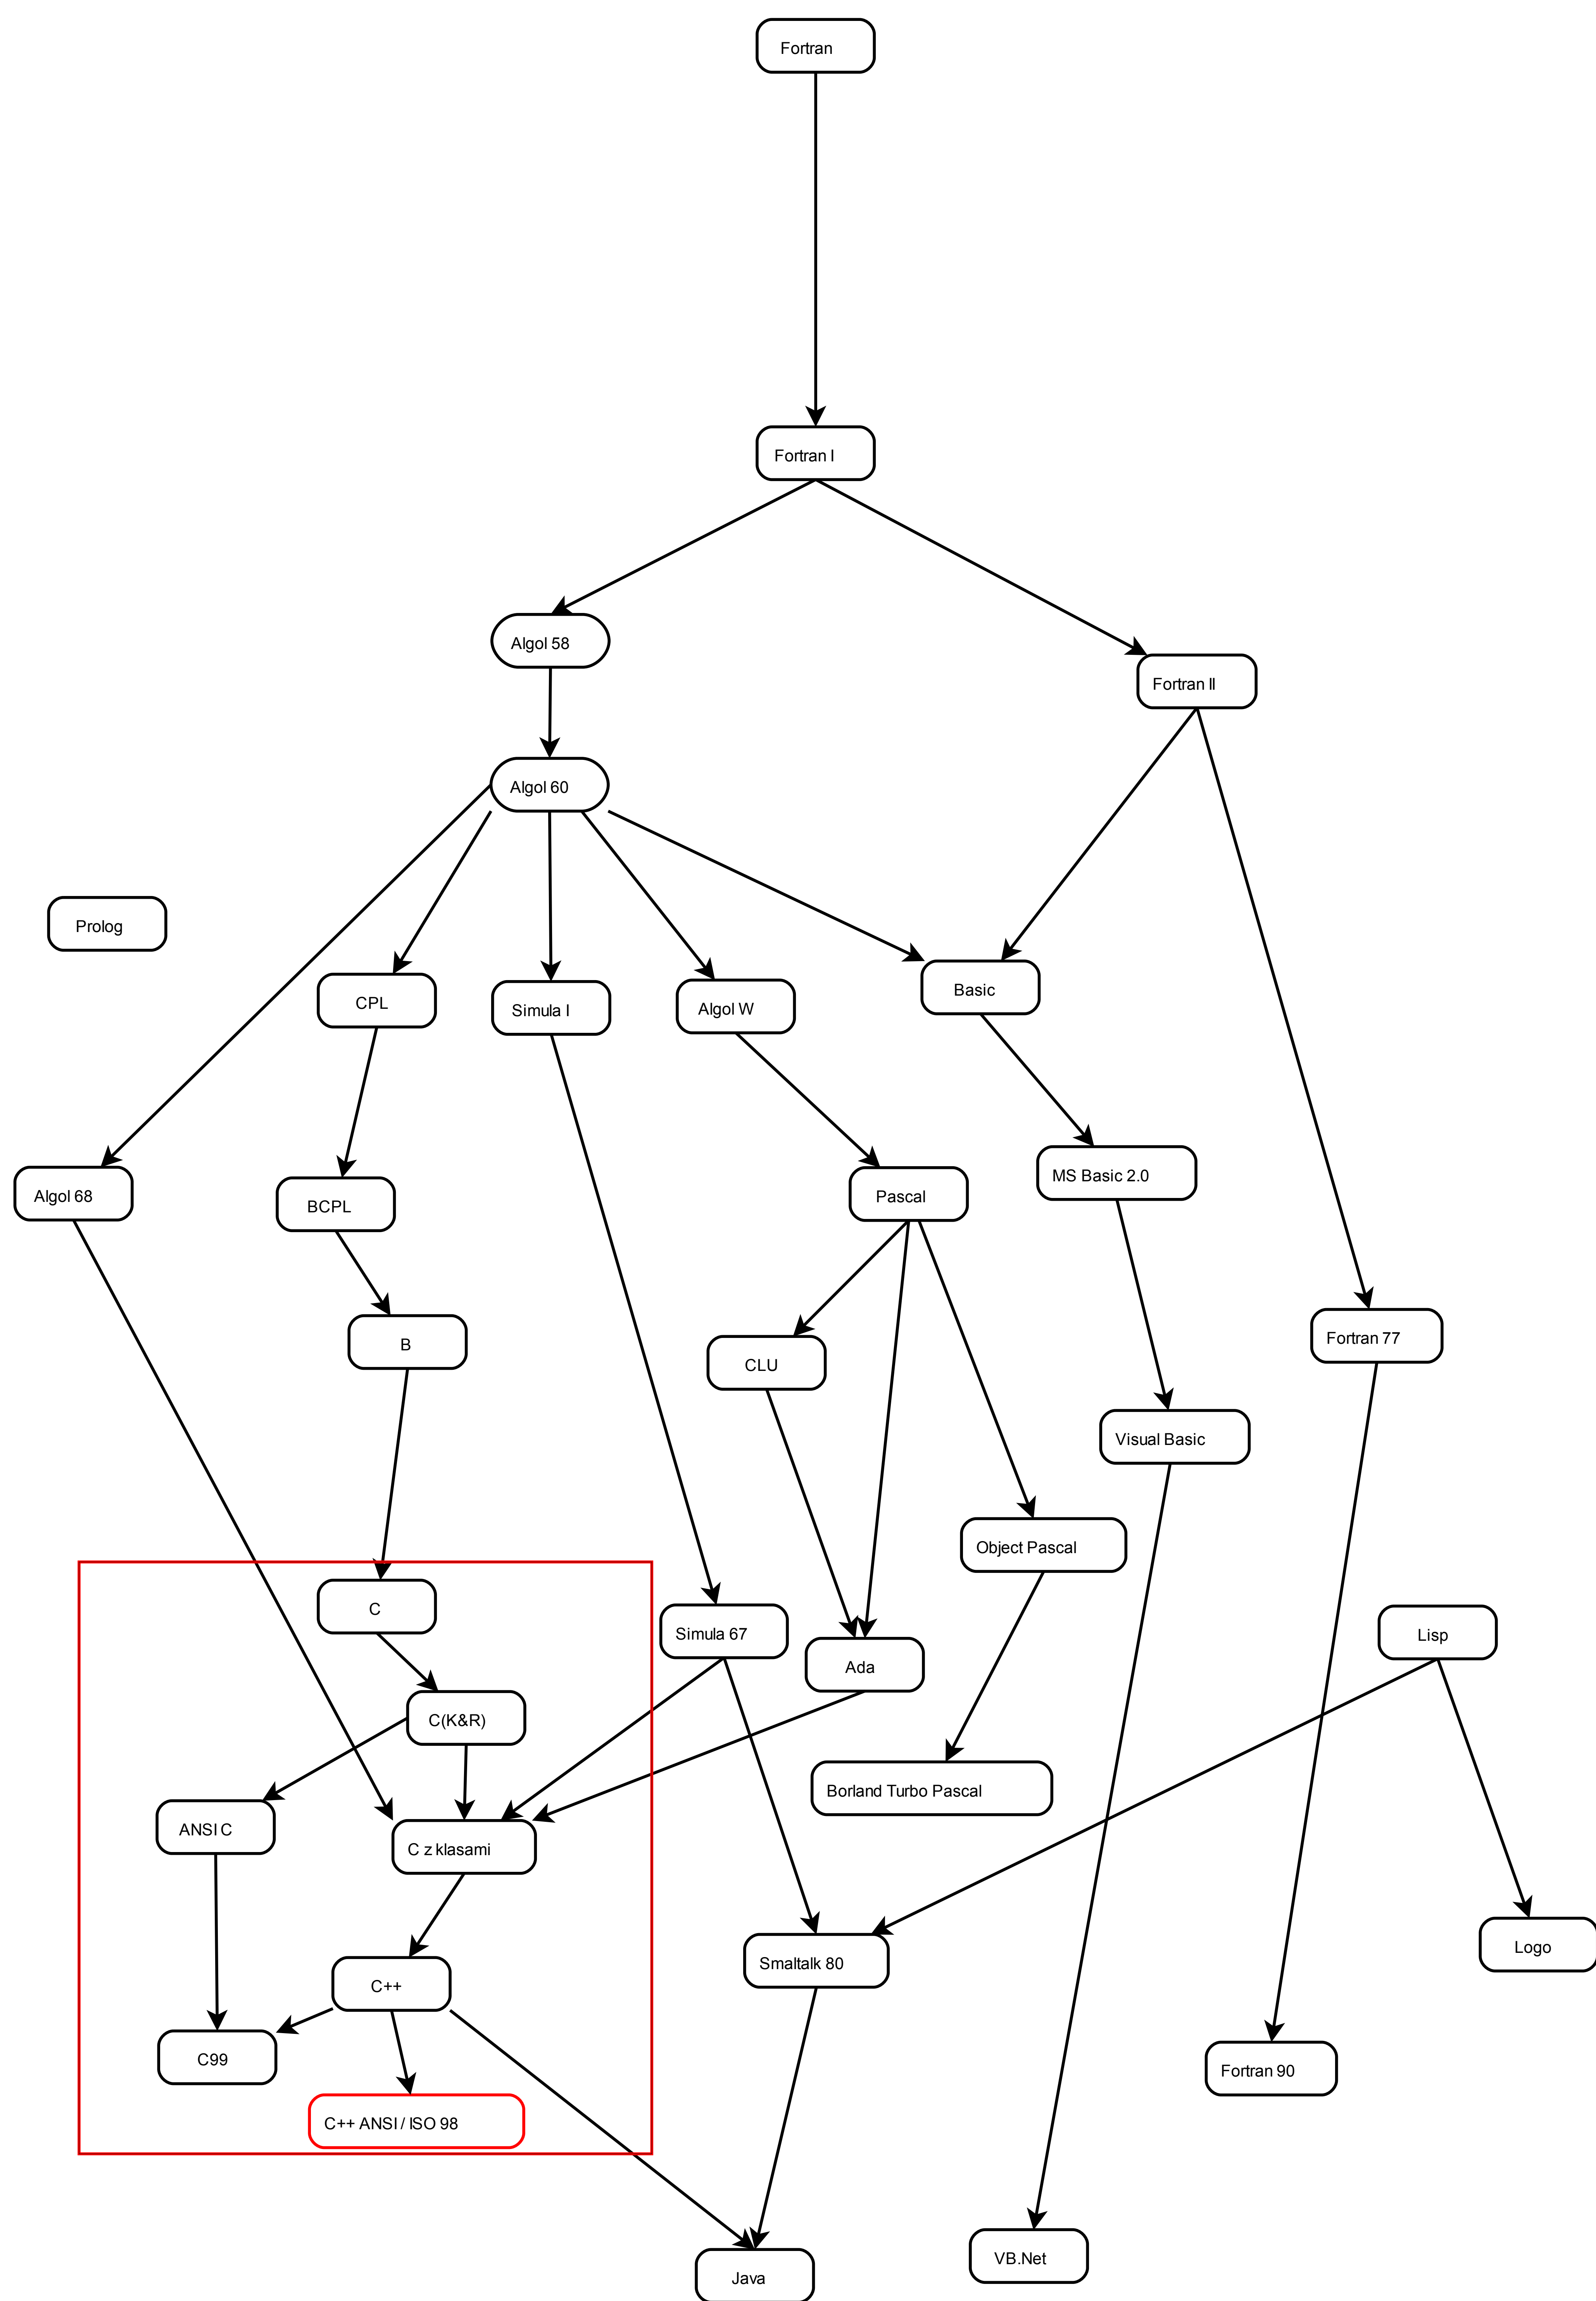 Fortran
Fortran I
Algol 58
Fortran II
Algol 60
Prolog
CPL
Simula I
Algol W
Basic
Algol 68
BCPL
Pascal
MS Basic 2.0
B
CLU
Fortran 77
Visual Basic
Object Pascal
C
Simula 67
Ada
Lisp
C(K&R)
Borland Turbo Pascal
ANSI C
C z klasami
Smaltalk 80
Logo
C++
C99
Fortran 90
C++ ANSI / ISO 98
VB.Net
Java